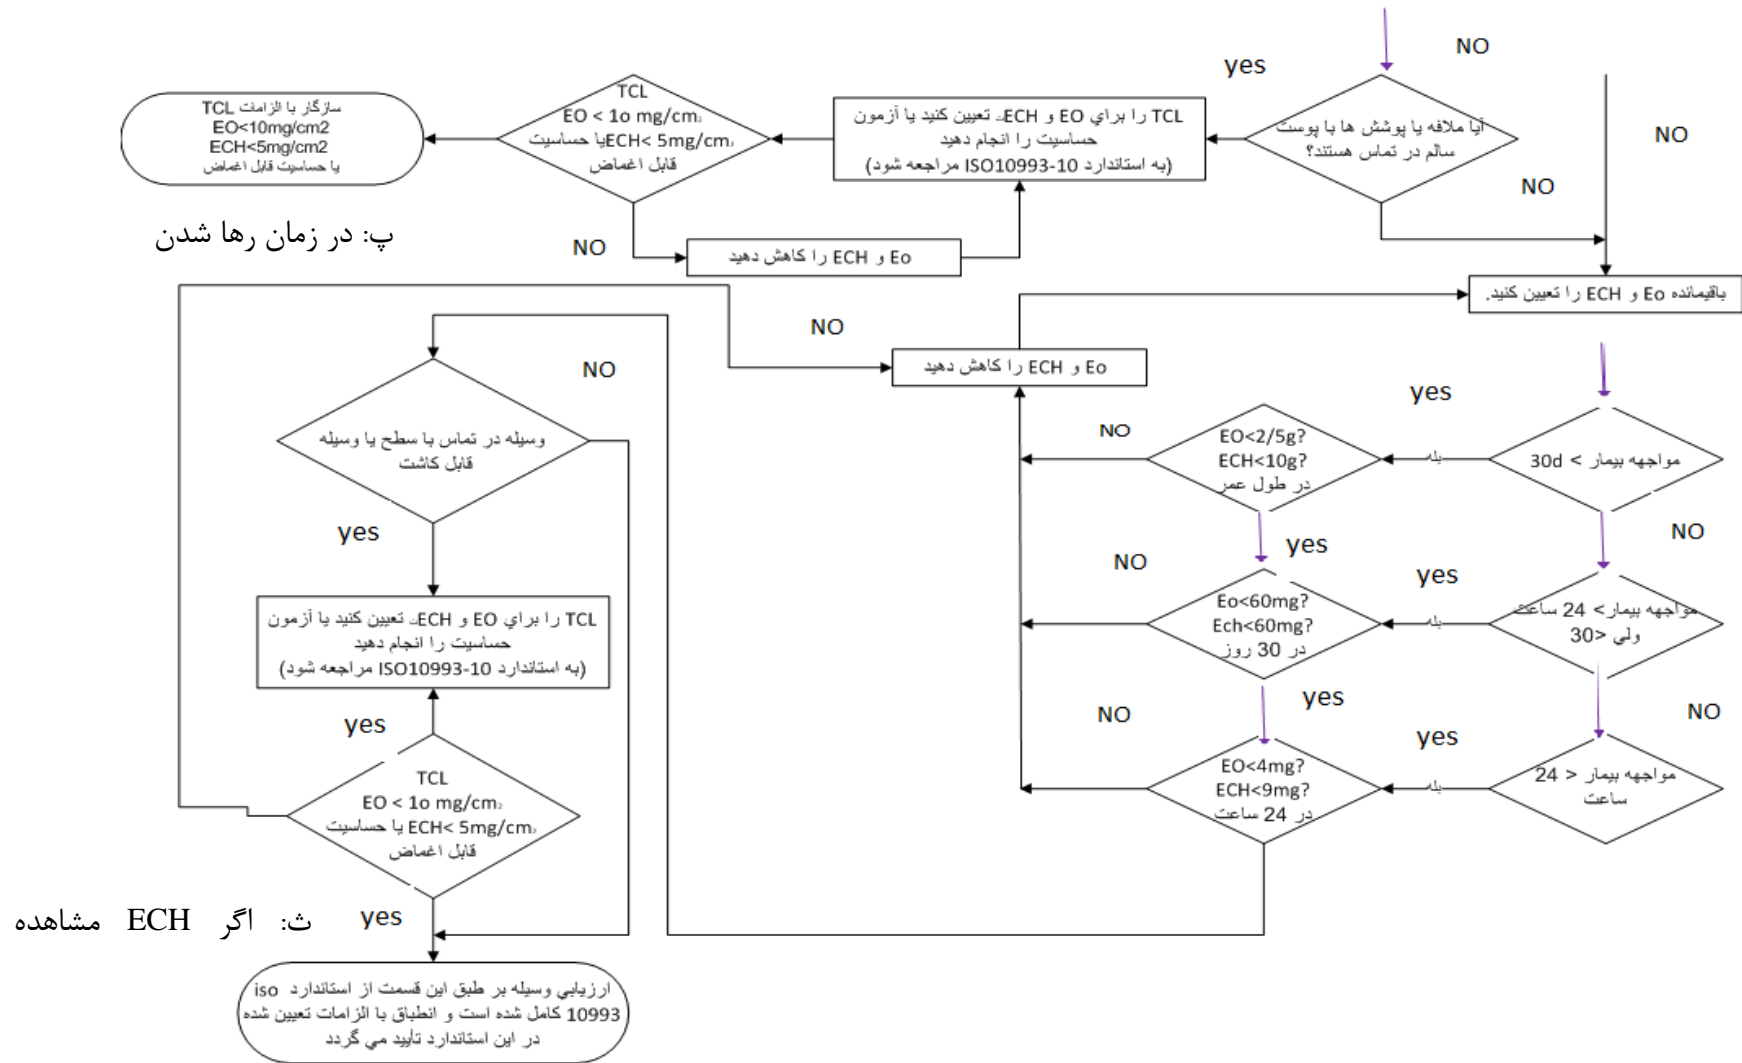 NO
yes
NO
آیا ملافه یا پوشش ها با پوست
سالم در تماس هستند؟
NO
TCL را براي EO و ECH تعیین کنید یا آزمون
حساسیت را انجام دهید
(به استاندارد ISO10993-10 مراجعه شود)
TCL
EO < 1o mg/cm2
ECH< 5mg/cm2یا حساسیت
قابل اغماض
سازگار با الزامات TCL
EO<10mg/cm2
ECH<5mg/cm2
یا حساسیت قابل اغماض
پ: در زمان رها شدن
NO
Eo و ECH را کاهش دهید
باقیمانده Eo و ECH را تعیین کنید.
NO
Eo و ECH را کاهش دهید
NO
yes
مواجهه بیمار > 30d
بله
EO<2/5g?
ECH<10g?
در طول عمر
NO
NO
yes
yes
مواجهه بیمار> 24 ساعت
ولي <30
بله
Eo<60mg?
Ech<60mg?
در 30 روز
NO
NO
yes
yes
مواجهه بیمار < 24
ساعت
بله
EO<4mg?
ECH<9mg?
در 24 ساعت
NO
وسیله در تماس با سطح یا وسیله
قابل کاشت
yes
TCL را براي EO و ECH تعیین کنید یا آزمون
حساسیت را انجام دهید
(به استاندارد ISO10993-10 مراجعه شود)
yes
TCL
EO < 1o mg/cm2
ECH< 5mg/cm2 یا حساسیت
قابل اغماض
yes
ث: اگر ECH مشاهده
ارزیابي وسیله بر طبق این قسمت از استاندارد iso
10993 کامل شده است و انطباق با الزامات تعیین شده
در این استاندارد تأیید مي گردد